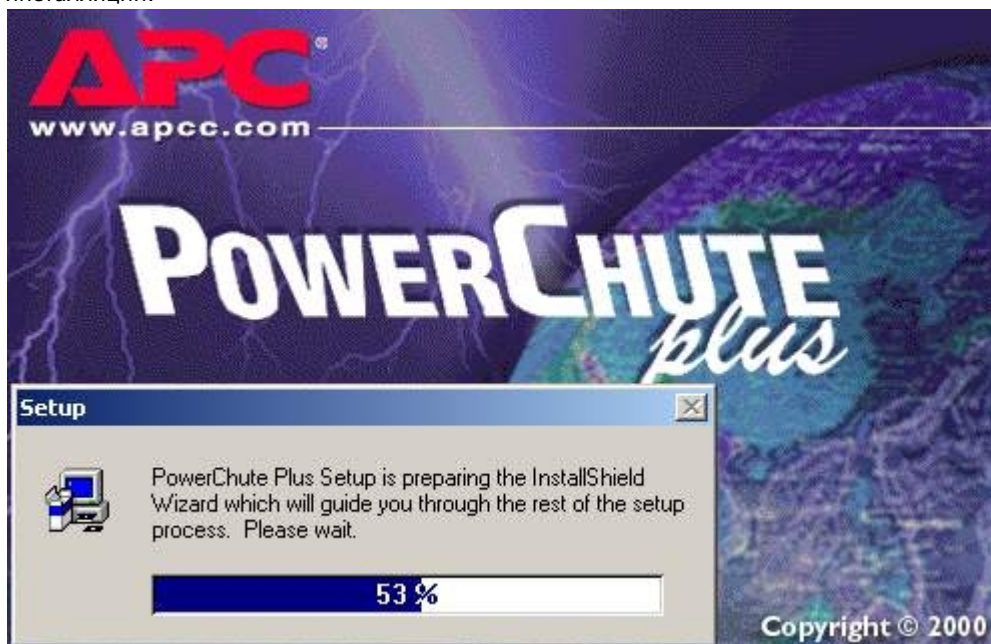 APC®
www.apcc.com
POWERCHUTE
plus
Setup
PowerChute Plus Setup is preparing the InstallShield
Wizard which will guide you through the rest of the setup
process. Please wait.
53 %
Copyright © 2000